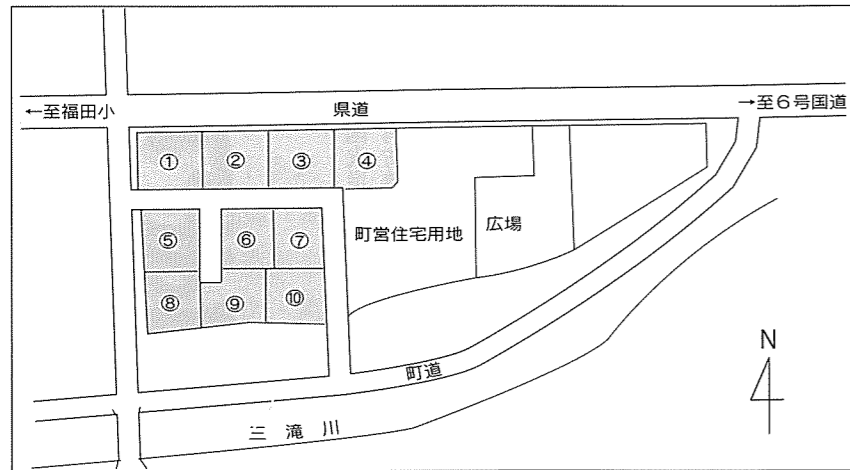 ←至福田小
県道
→至６号国道
①
②
③
④
⑤
⑥
⑦
町営住宅用地
広場
⑧
⑨
⑩
N
町道
三滝川